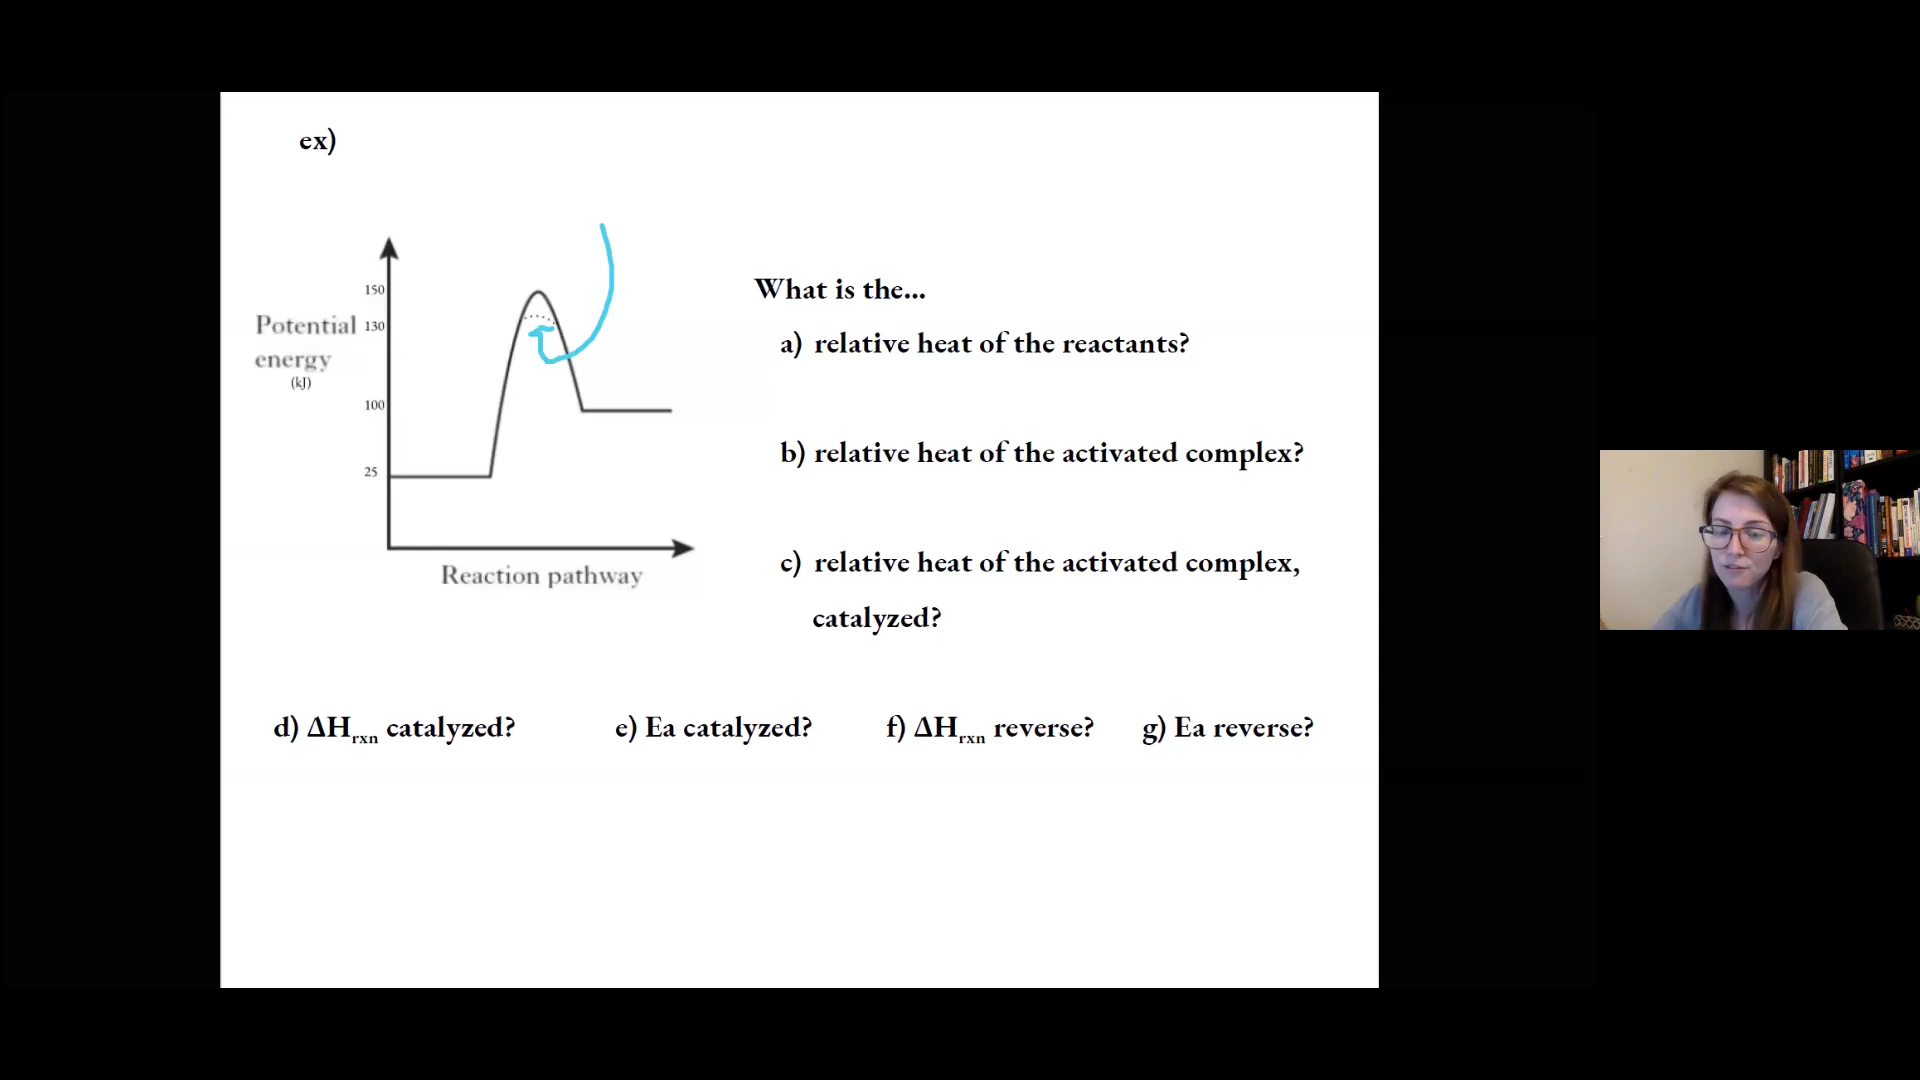 ex)
150
Potential
130
energy
(kJ)
100
25
Reaction pathway
What is the...
a) relative heat of the reactants?
b) relative heat of the activated complex?
c) relative heat of the activated complex,
catalyzed?
d) ΔHrxn catalyzed?
e) Ea catalyzed?
f) ΔHrxn reverse?
g) Ea reverse?